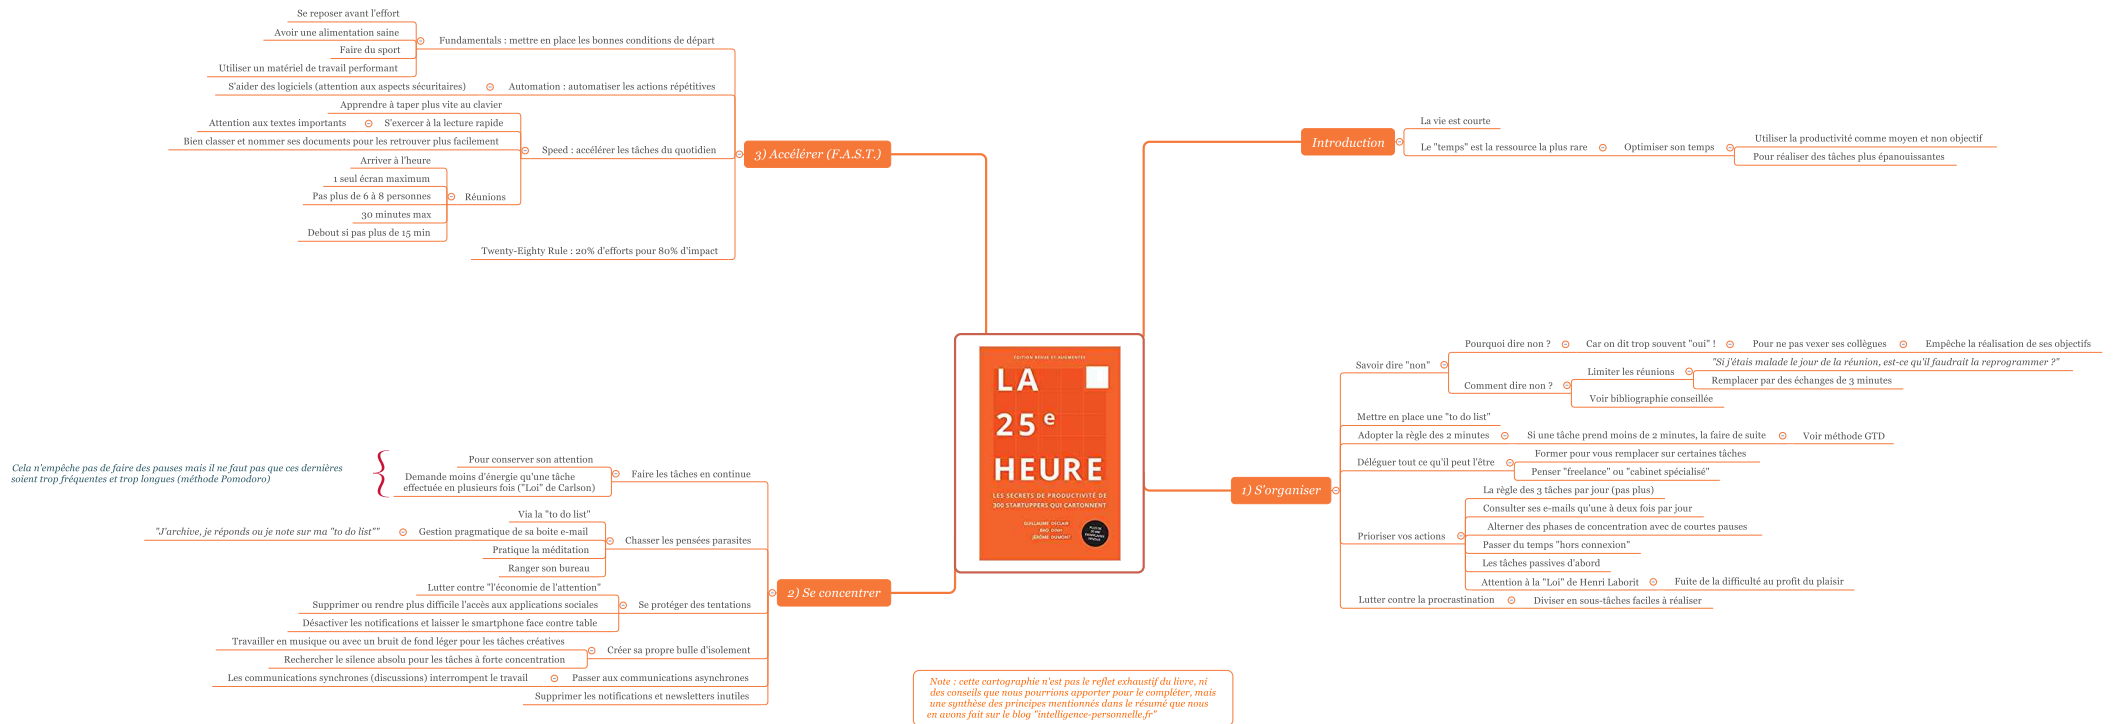 Introduction
La vie est courte
Le "temps" est la ressource la plus rare
Optimiser son temps
Utiliser la productivité comme moyen et non objectif
Pour réaliser des tâches plus épanouissantes
1) S'organiser
Savoir dire "non"
Pourquoi dire non ?
Car on dit trop souvent "oui" !
Pour ne pas vexer ses collègues
Empêche la réalisation de ses objectifs
Comment dire non ?
Limiter les réunions
"Si j'étais malade le jour de la réunion, est-ce qu'il faudrait la reprogrammer ?"
Remplacer par des échanges de 3 minutes
Voir bibliographie conseillée
Mettre en place une "to do list"
Adopter la règle des 2 minutes
Si une tâche prend moins de 2 minutes, la faire de suite
Voir méthode GTD
Déléguer tout ce qu'il peut l'être
Former pour vous remplacer sur certaines tâches
Penser "freelance" ou "cabinet spécialisé"
Prioriser vos actions
La règle des 3 tâches par jour (pas plus)
Consulter ses e-mails qu'une à deux fois par jour
Alterner des phases de concentration avec de courtes pauses
Passer du temps "hors connexion"
Les tâches passives d'abord
Attention à la "Loi" de Henri Laborit
Fuite de la difficulté au profit du plaisir
Lutter contre la procrastination
Diviser en sous-tâches faciles à réaliser
2) Se concentrer
Faire les tâches en continue
Pour conserver son attention
Demande moins d'énergie qu'une tâche
effectuée en plusieurs fois ("Loi" de Carlson)
Cela n'empêche pas de faire des pauses mais il ne faut pas que ces dernières
soient trop fréquentes et trop longues (méthode Pomodoro)
Chasser les pensées parasites
Via la "to do list"
Gestion pragmatique de sa boite e-mail
"J'archive, je réponds ou je note sur ma "to do list""
Pratique la méditation
Ranger son bureau
Se protéger des tentations
Lutter contre "l'économie de l'attention"
Supprimer ou rendre plus difficile l'accès aux applications sociales
Désactiver les notifications et laisser le smartphone face contre table
Créer sa propre bulle d'isolement
Travailler en musique ou avec un bruit de fond léger pour les tâches créatives
Rechercher le silence absolu pour les tâches à forte concentration
Passer aux communications asynchrones
Les communications synchrones (discussions) interrompent le travail
Supprimer les notifications et newsletters inutiles
3) Accélérer (F.A.S.T.)
Fundamentals : mettre en place les bonnes conditions de départ
Se reposer avant l'effort
Avoir une alimentation saine
Faire du sport
Utiliser un matériel de travail performant
Automation : automatiser les actions répétitives
S'aider des logiciels (attention aux aspects sécuritaires)
Speed : accélérer les tâches du quotidien
Apprendre à taper plus vite au clavier
S'exercer à la lecture rapide
Attention aux textes importants
Bien classer et nommer ses documents pour les retrouver plus facilement
Réunions
Arriver à l'heure
1 seul écran maximum
Pas plus de 6 à 8 personnes
30 minutes max
Debout si pas plus de 15 min
Twenty-Eighty Rule : 20% d'efforts pour 80% d'impact
ÉDITION REVUE ET AUGMENTÉE
LA
25e
HEURE
LES SECRETS DE PRODUCTIVITÉ DE
300 STARTUPPERS QUI CARTONNENT
GUILLAUME DECLAIR
BAO DINH
JÉRÔME DUMONT
Note : cette cartographie n'est pas le reflet exhaustif du livre, ni
des conseils que nous pourrions apporter pour le compléter, mais
une synthèse des principes mentionnés dans le résumé que nous
en avons fait sur le blog "intelligence-personnelle.fr"